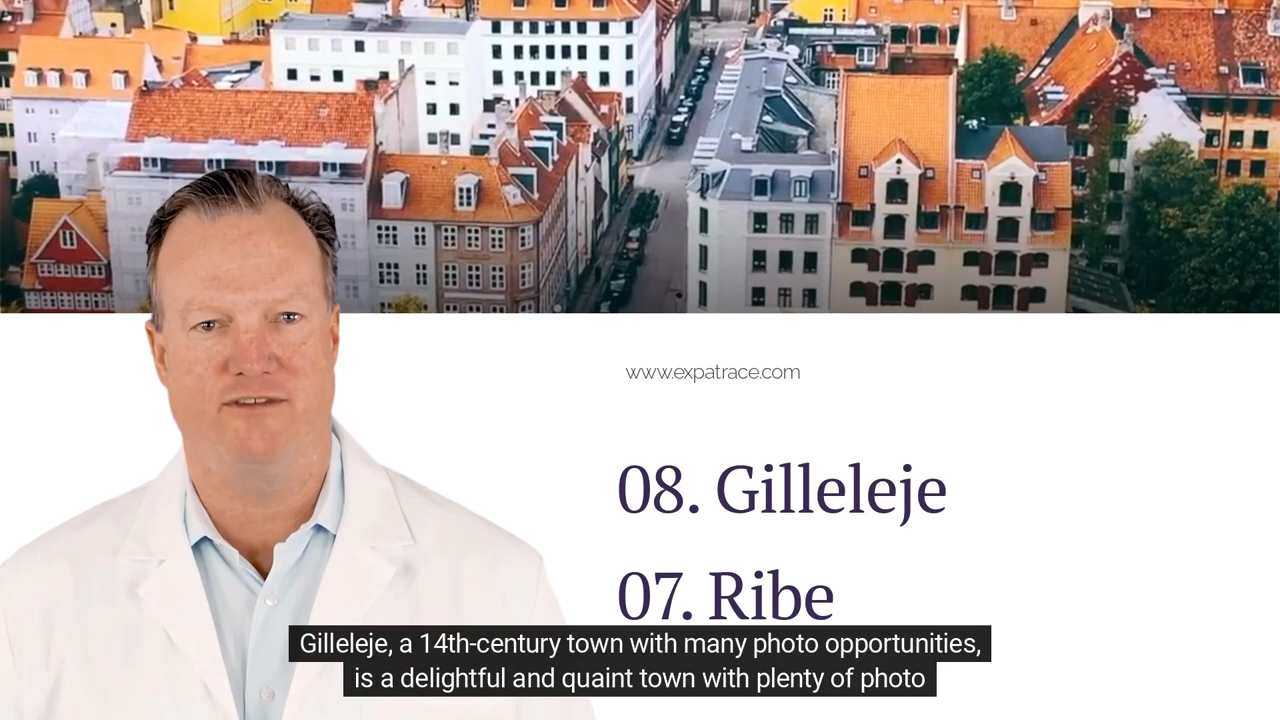 www.expatrace.com
08. Gilleleje
07. Ribe
Gilleleje, a 14th-century town with many photo opportunities,
is a delightful and quaint town with plenty of photo